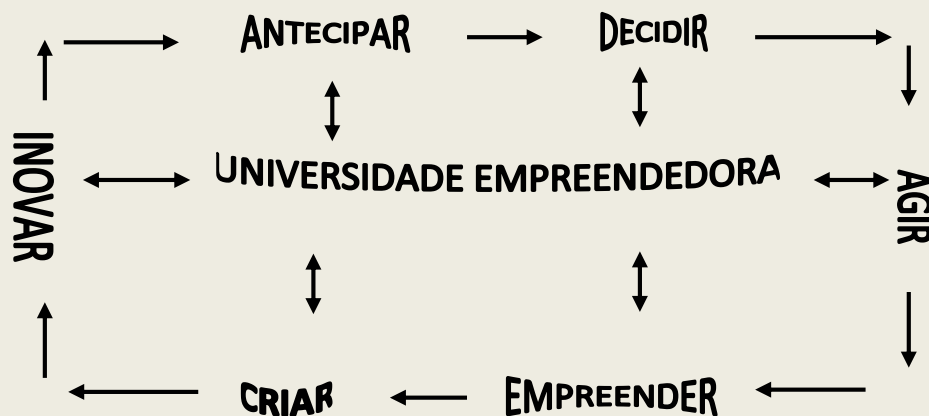 ANTECIPAR
DECIDIR
INOVAR
UNIVERSIDADE EMPREENDEDORA
AGIR
CRIAR
EMPREENDER